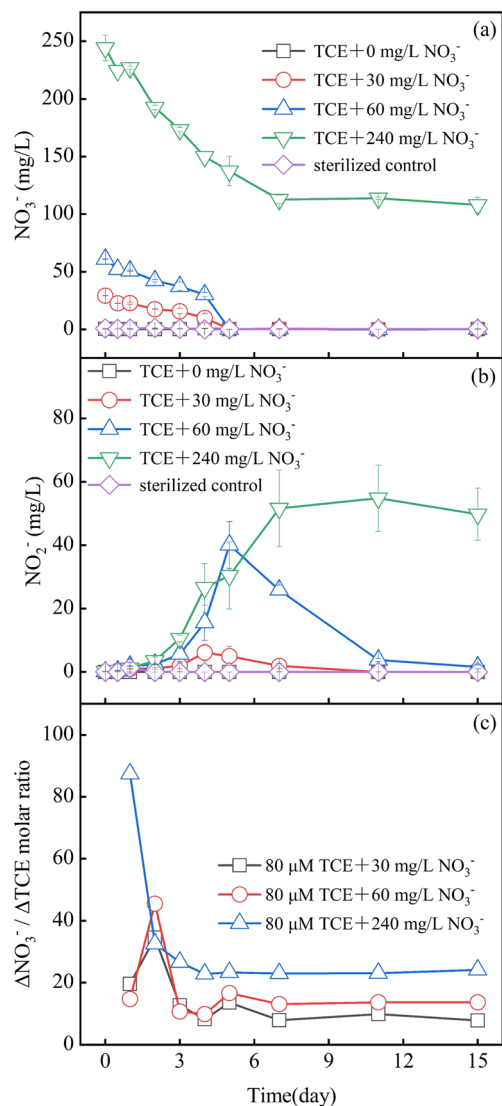 (a)
TCE+0 mg/L NO₃⁻
TCE+30 mg/L NO₃⁻
TCE+60 mg/L NO₃⁻
TCE+240 mg/L NO₃⁻
sterilized control
NO₃⁻ (mg/L)
250
200
150
100
50
0
(b)
TCE+0 mg/L NO₃⁻
TCE+30 mg/L NO₃⁻
TCE+60 mg/L NO₃⁻
TCE+240 mg/L NO₃⁻
sterilized control
NO₂⁻ (mg/L)
80
60
40
20
0
(c)
80 μM TCE+30 mg/L NO₃⁻
80 μM TCE+60 mg/L NO₃⁻
80 μM TCE+240 mg/L NO₃⁻
ΔNO₃⁻ / ΔTCE molar ratio
100
80
60
40
20
0
0 3 6 9 12 15
Time(day)